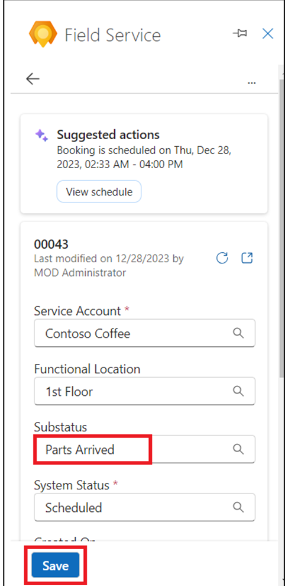 Field Service
...
Suggested actions
Booking is scheduled on Thu, Dec 28,
2023, 02:33 AM - 04:00 PM
View schedule
00043
Last modified on 12/28/2023 by
MOD Administrator
Service Account *
Contoso Coffee
Functional Location
1st Floor
Substatus
Parts Arrived
System Status *
Scheduled
Created On
Save